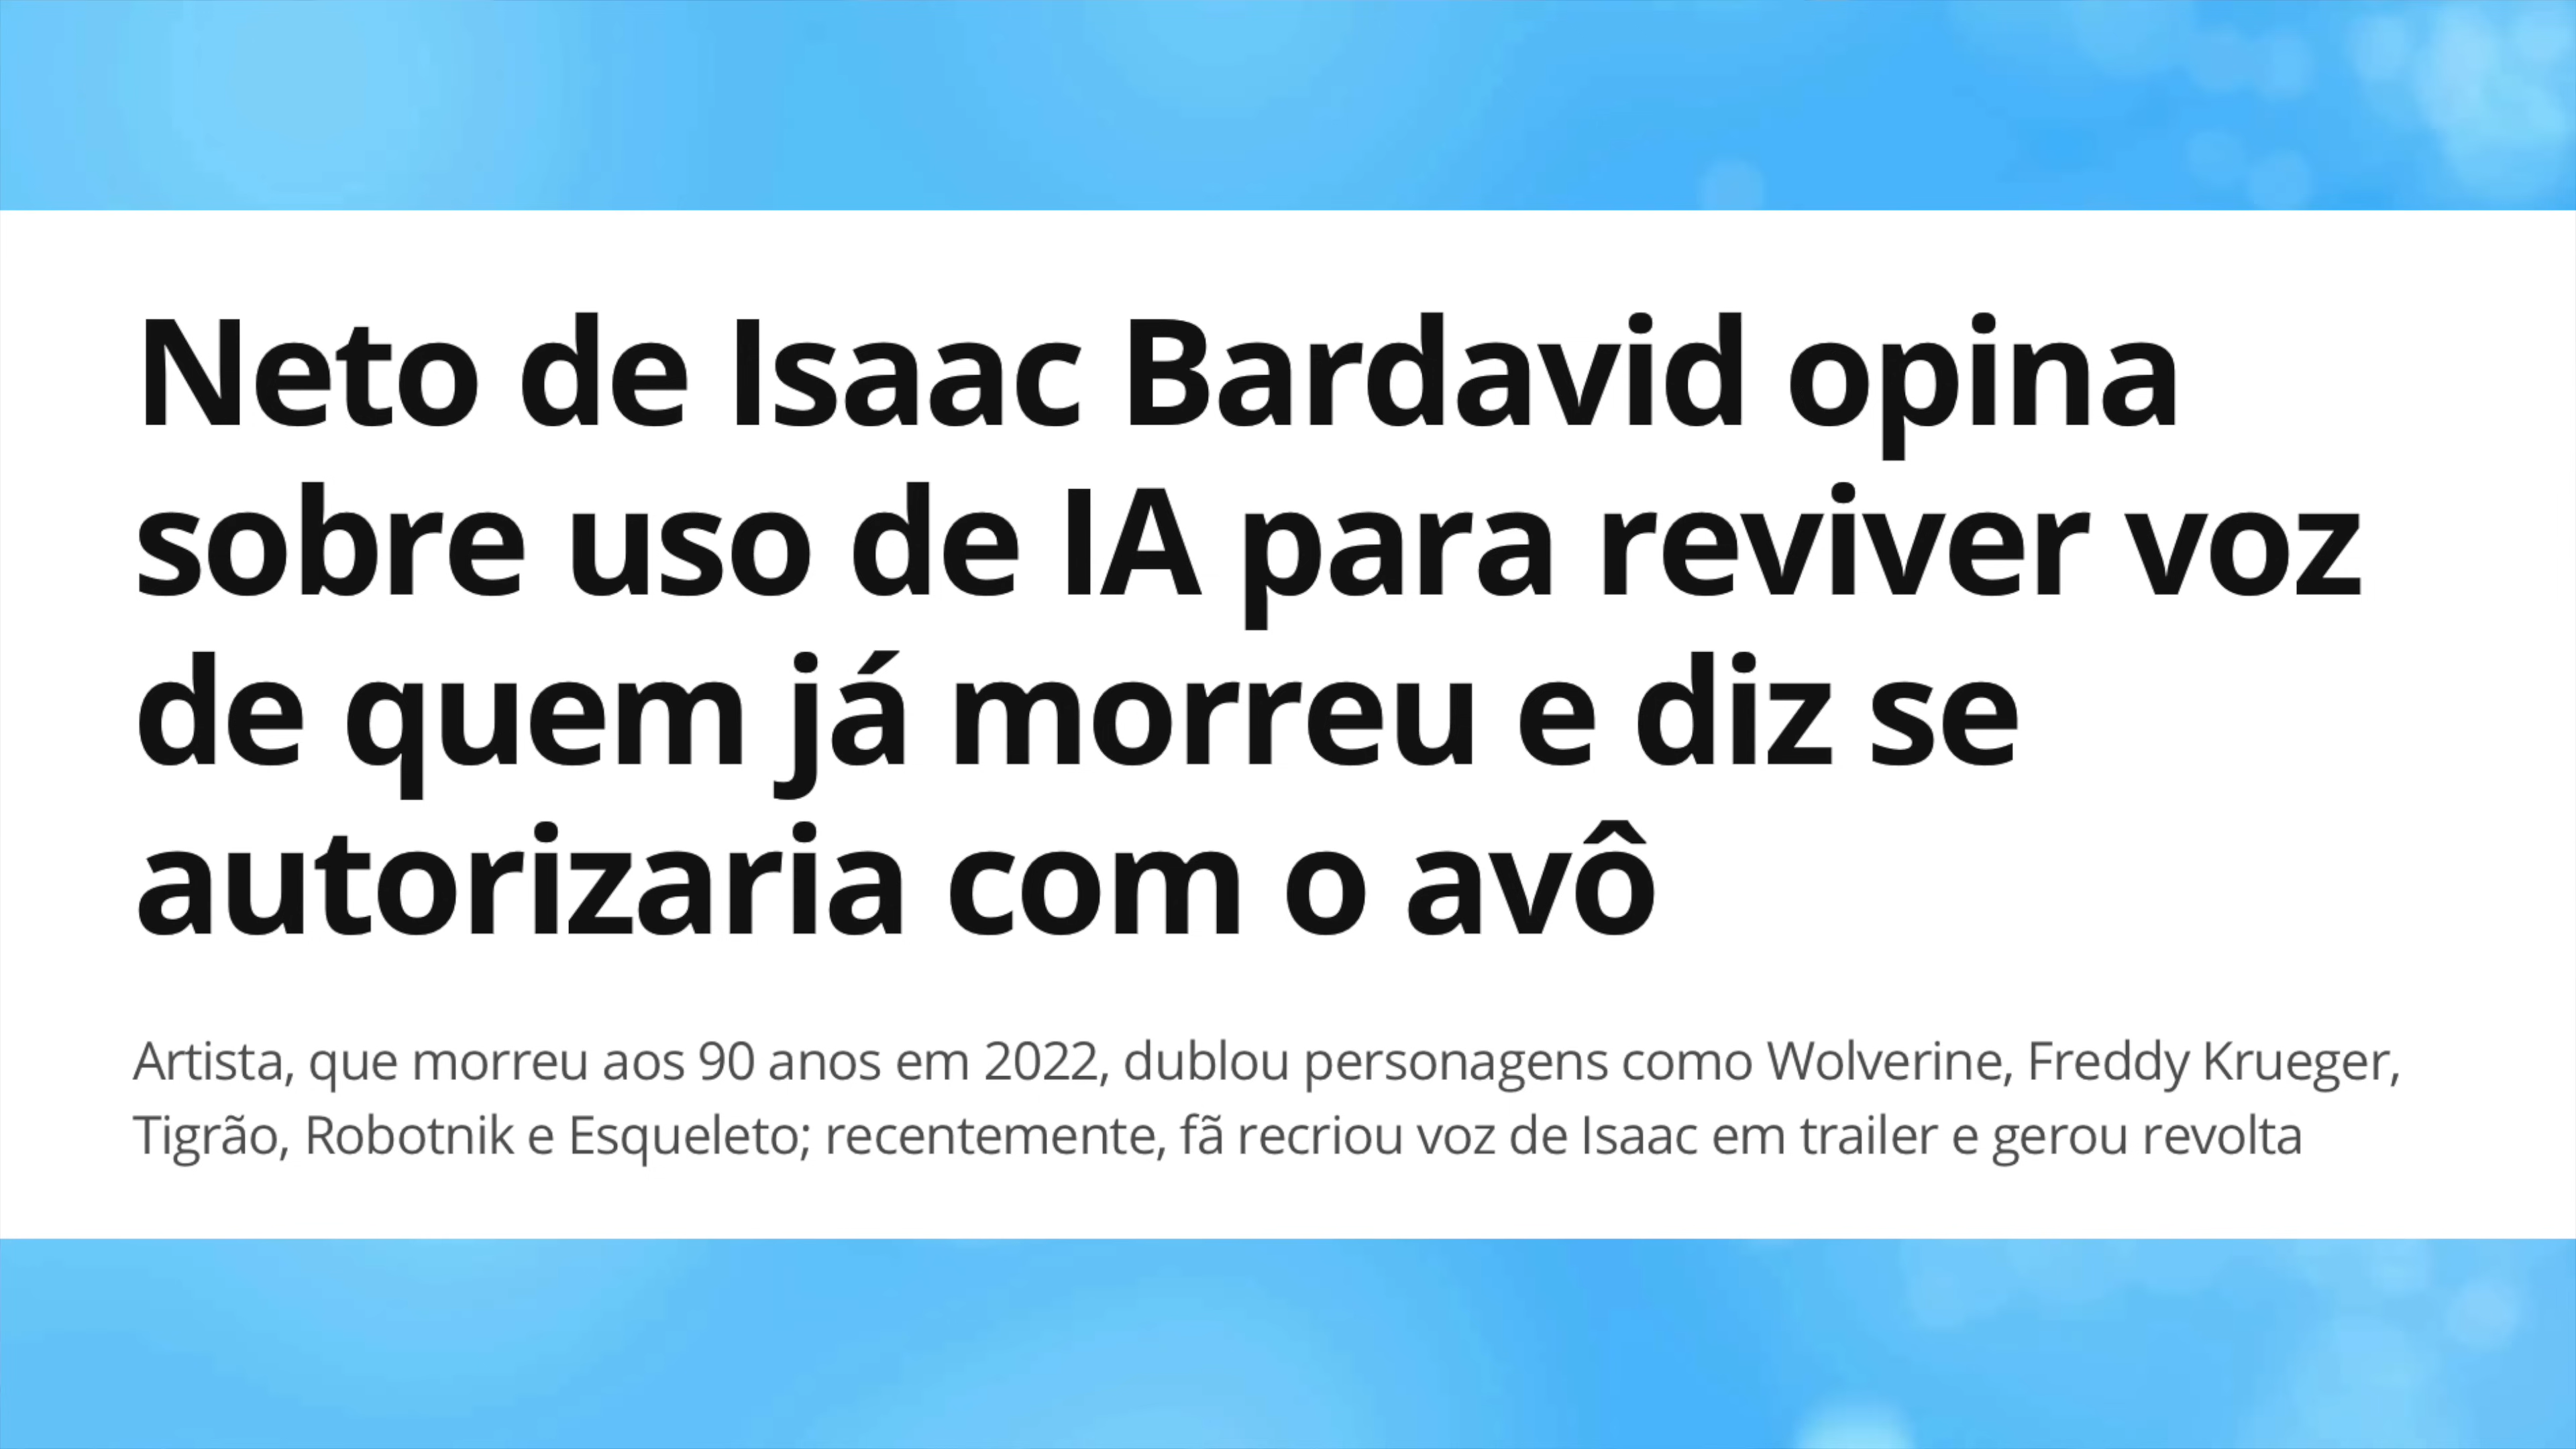 Neto de Isaac Bardavid opina
sobre uso de IA para reviver voz
de quem já morreu e diz se
autorizaria com o avô
Artista, que morreu aos 90 anos em 2022, dublou personagens como Wolverine, Freddy Krueger,
Tigrão, Robotnik e Esqueleto; recentemente, fã recriou voz de Isaac em trailer e gerou revolta